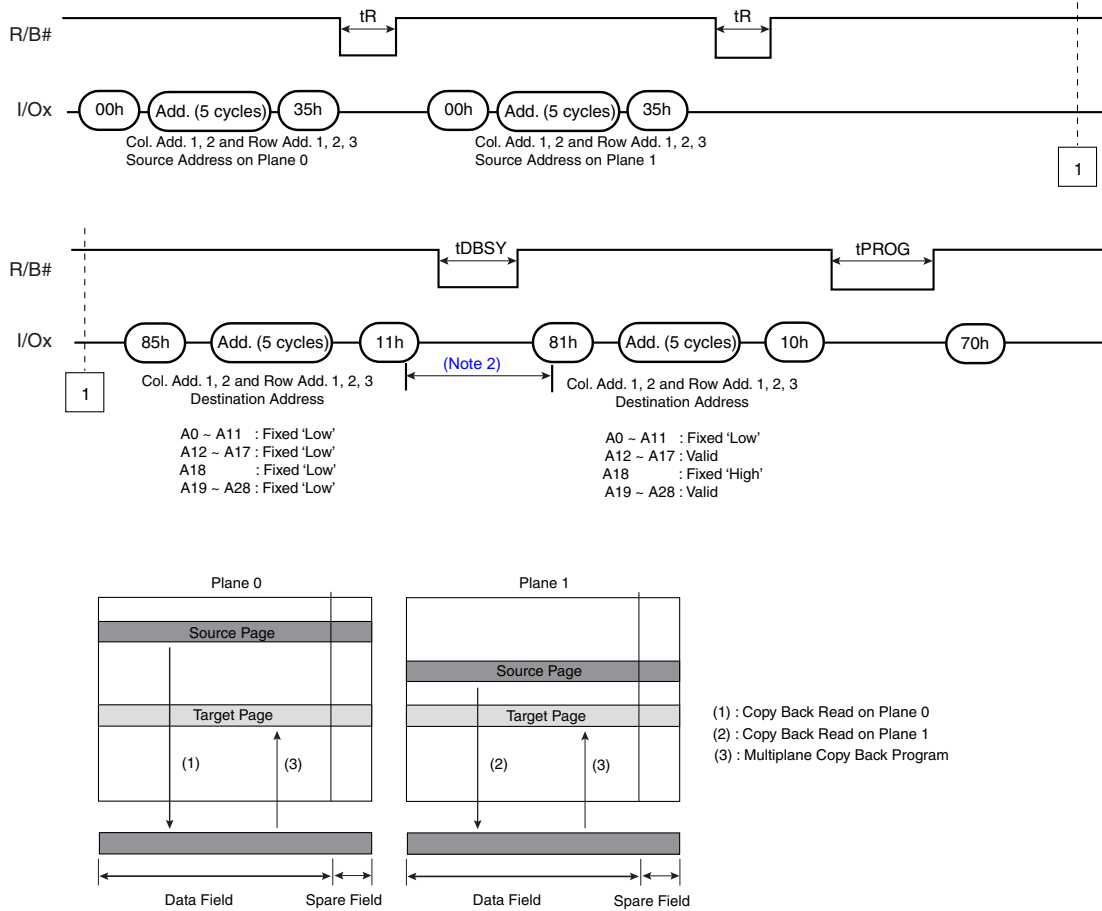 tR
tR
R/B#
I/Ox
00h
Add. (5 cycles)
35h
00h
Add. (5 cycles)
35h
Col. Add. 1, 2 and Row Add. 1, 2, 3
Source Address on Plane 0
Col. Add. 1, 2 and Row Add. 1, 2, 3
Source Address on Plane 1
1
tDBSY
tPROG
R/B#
I/Ox
85h
Add. (5 cycles)
11h
81h
Add. (5 cycles)
10h
70h
(Note 2)
1
Col. Add. 1, 2 and Row Add. 1, 2, 3
Destination Address
Col. Add. 1, 2 and Row Add. 1, 2, 3
Destination Address
A0 ~ A11 : Fixed ‘Low’
A12 ~ A17 : Fixed ‘Low’
A18 : Fixed ‘Low’
A19 ~ A28 : Fixed ‘Low’
A0 ~ A11 : Fixed ‘Low’
A12 ~ A17 : Valid
A18 : Fixed ‘High’
A19 ~ A28 : Valid
Plane 0
Plane 1
Source Page
Source Page
Target Page
Target Page
(1)
(3)
(2)
(3)
(1) : Copy Back Read on Plane 0
(2) : Copy Back Read on Plane 1
(3) : Multiplane Copy Back Program
Data Field
Spare Field
Data Field
Spare Field